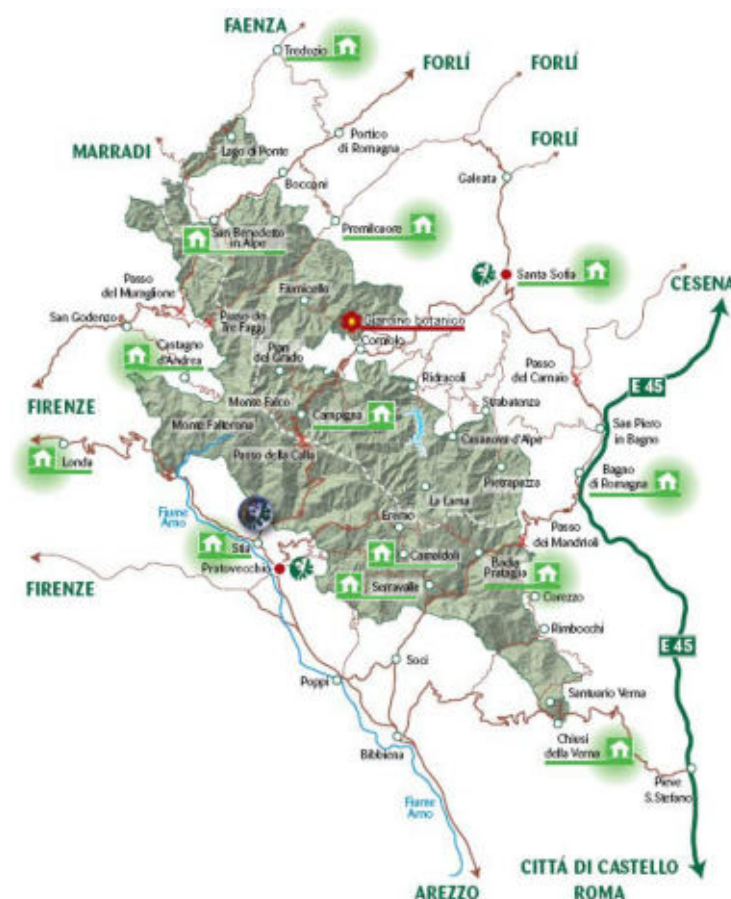 FAENZA
Tredozio
FORLÍ
FORLÍ
Portico
di Romagna
FORLÍ
MARRADI
Lago di Ponte
Bocconi
Galeata
San Benedetto
in Alpe
Premilcuore
Santa Sofia
Passo
del Muraglione
Fiumicello
CESENA
San Godenzo
Passo dei
Tre Faggi
Giardino botanico
Corniolo
Castagno
d'Andrea
Pian
del Grado
Ridracoli
Passo
del Carnaio
E 45
FIRENZE
Monte Falco
Campigna
Strabatenza
San Piero
in Bagno
Monte Falterona
Casanova d'Alpe
Londa
Passo della Calla
Pietrapazza
Bagno
di Romagna
La Lama
Fiume
Arno
Eremo
Passo
dei Mandrioli
Stia
Camaldoli
Badia
Prataglia
FIRENZE
Pratovecchio
Serravalle
Corezzo
Rimbocchi
E 45
Soci
Poppi
Santuario Verna
Bibbiena
Chiusi
della Verna
Pieve
S.Stefano
Fiume
Arno
AREZZO
CITTÁ DI CASTELLO
ROMA